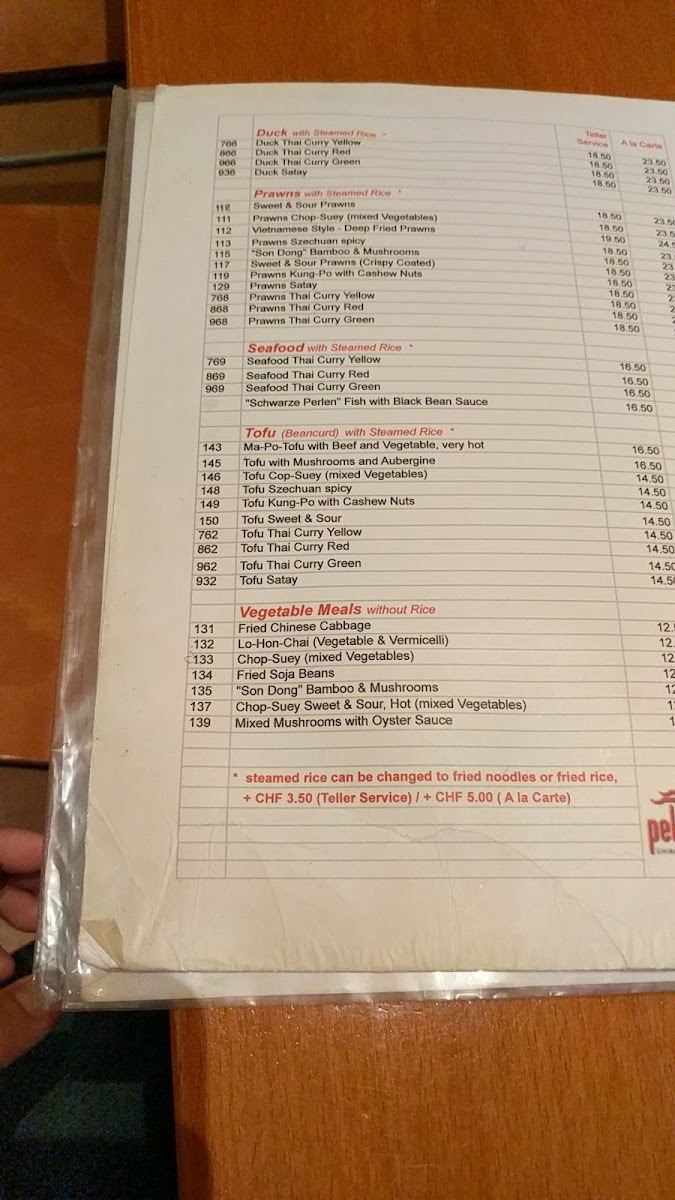 Duck with Steamed Rice * Teller Service A la Carte
766 Duck Thai Curry Yellow 18.50 23.50
866 Duck Thai Curry Red 18.50 23.50
966 Duck Thai Curry Green 18.50 23.50
936 Duck Satay 18.50 23.50
Prawns with Steamed Rice *
Sweet & Sour Prawns 18.50
111 Prawns Chop-Suey (mixed Vegetables) 18.50
112 Vietnamese Style - Deep Fried Prawns 19.50
113 Prawns Szechuan spicy 18.50
115 "Son Dong" Bamboo & Mushrooms 18.50
117 Sweet & Sour Prawns (Crispy Coated) 18.50
119 Prawns Kung-Po with Cashew Nuts 18.50
129 Prawns Satay 18.50
768 Prawns Thai Curry Yellow 18.50
868 Prawns Thai Curry Red 18.50
968 Prawns Thai Curry Green 18.50
Seafood with Steamed Rice *
769 Seafood Thai Curry Yellow 16.50
869 Seafood Thai Curry Red 16.50
969 Seafood Thai Curry Green 16.50
"Schwarze Perlen" Fish with Black Bean Sauce 16.50
Tofu (Beancurd) with Steamed Rice *
143 Ma-Po-Tofu with Beef and Vegetable, very hot 16.50
145 Tofu with Mushrooms and Aubergine 16.50
146 Tofu Cop-Suey (mixed Vegetables) 14.50
148 Tofu Szechuan spicy 14.50
149 Tofu Kung-Po with Cashew Nuts 14.50
150 Tofu Sweet & Sour 14.50
762 Tofu Thai Curry Yellow 14.50
862 Tofu Thai Curry Red 14.50
962 Tofu Thai Curry Green 14.50
932 Tofu Satay 14.5
Vegetable Meals without Rice
131 Fried Chinese Cabbage 12.
132 Lo-Hon-Chai (Vegetable & Vermicelli) 12.
133 Chop-Suey (mixed Vegetables) 12
134 Fried Soja Beans 12
135 "Son Dong" Bamboo & Mushrooms 12
137 Chop-Suey Sweet & Sour, Hot (mixed Vegetables) 1
139 Mixed Mushrooms with Oyster Sauce 1
* steamed rice can be changed to fried noodles or fried rice,
+ CHF 3.50 (Teller Service) / + CHF 5.00 ( A la Carte)